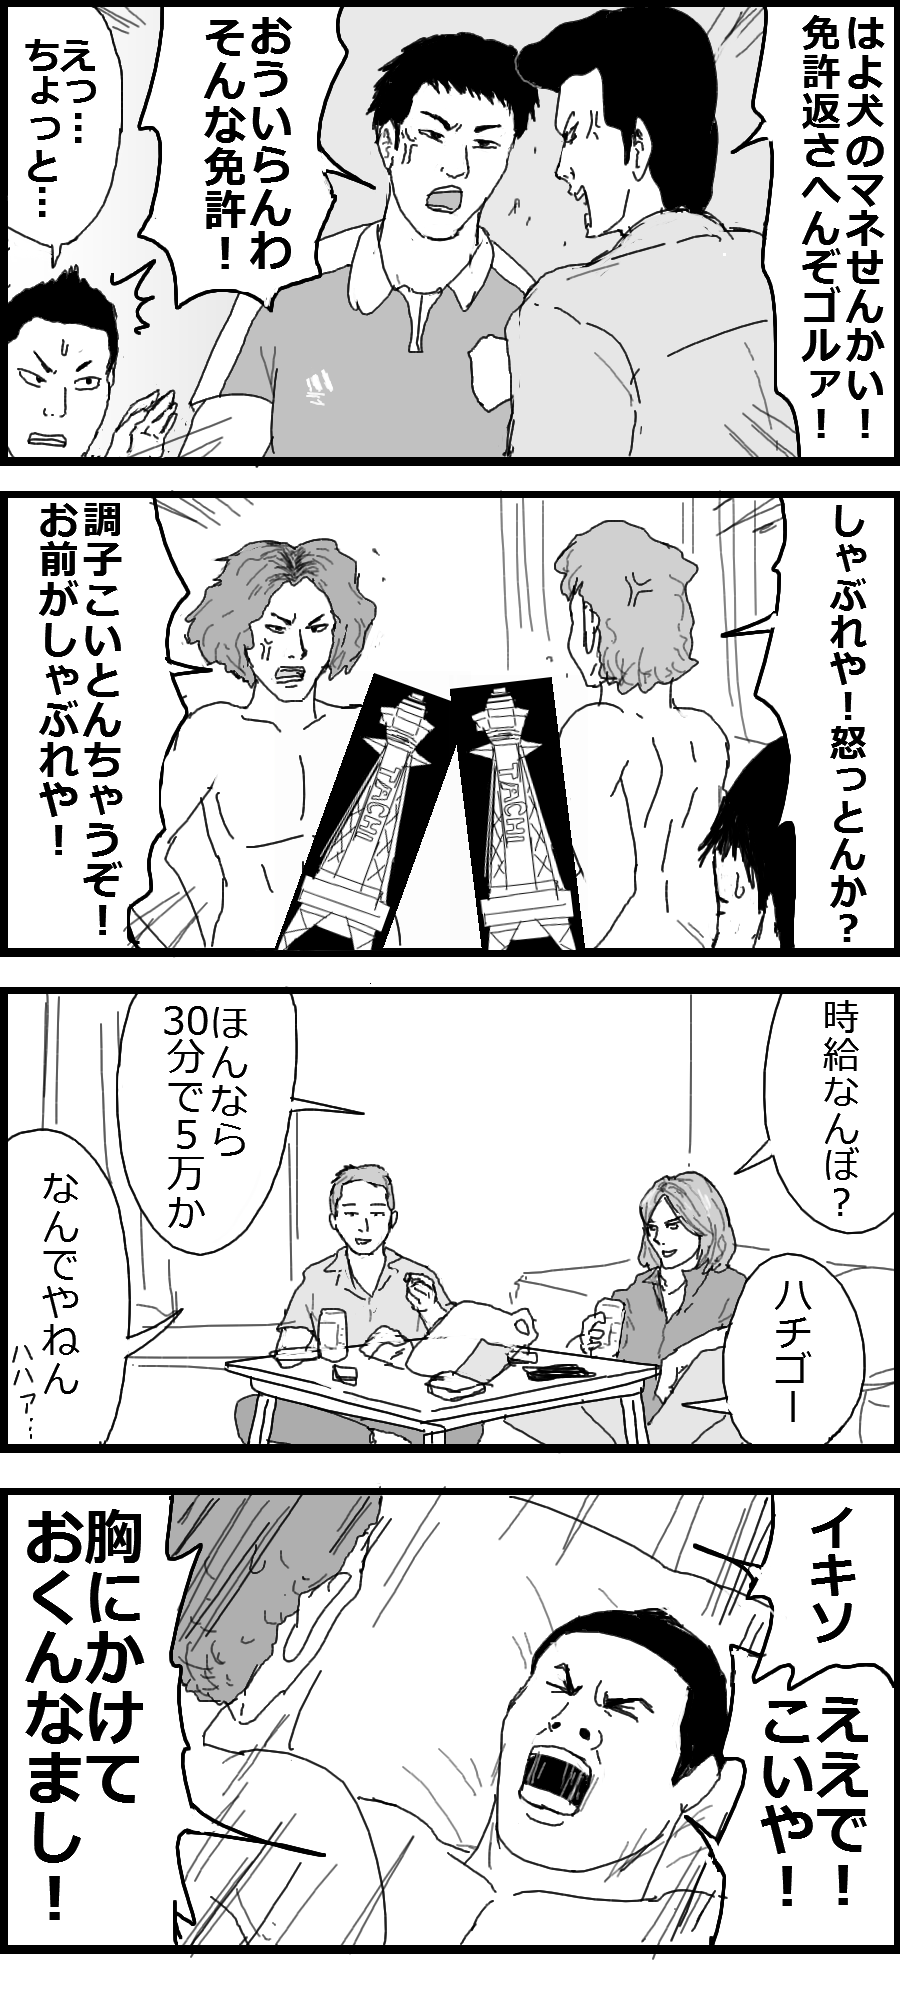 はよ犬のマネせんかい！
免許返さへんぞゴルァ！
おういらんわ
そんな免許！
えっ…
ちょっと…
しゃぶれや！怒っとんか？
調子こいとんちゃうぞ！
お前がしゃぶれや！
TACHI
TACHI
時給なんぼ？
ハチゴー
ほんなら
30分で５万か
なんでやねん
ハハァ…
イキソ
ええで！
こいや！
胸にかけて
おくんなまし！